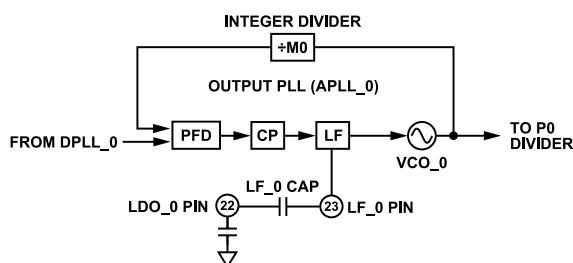 INTEGER DIVIDER
÷M0
OUTPUT PLL (APLL_0)
FROM DPLL_0
PFD
CP
LF
TO P0
DIVIDER
VCO_0
LF_0 CAP
LDO_0 PIN
22
23
LF_0 PIN